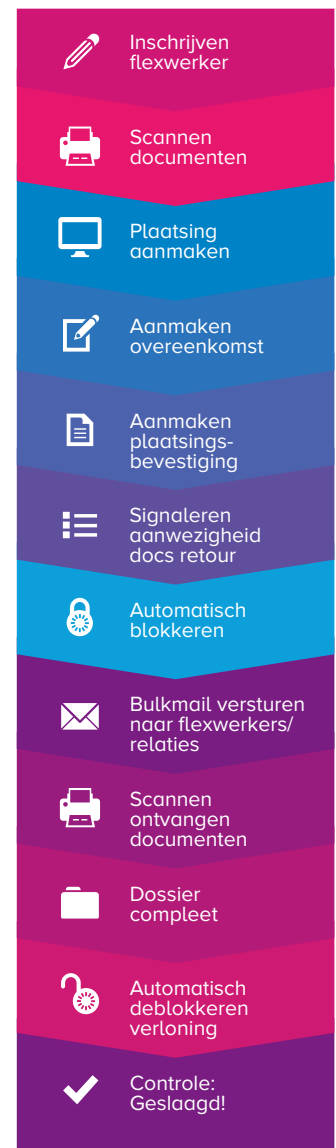 Inschrijven
flexwerker
Scannen
documenten
Plaatsing
aanmaken
Aanmaken
overeenkomst
Aanmaken
plaatsings-
bevestiging
Signaleren
aanwezigheid
docs retour
Automatisch
blokkeren
Bulkmail versturen
naar flexwerkers/
relaties
Scannen
ontvangen
documenten
Dossier
compleet
Automatisch
deblokkeren
verloning
Controle:
Geslaagd!